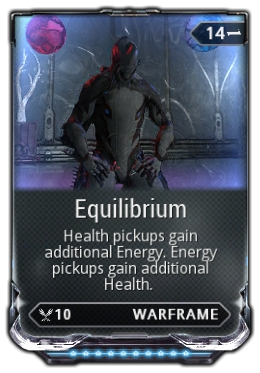 14
Equilibrium
Health pickups gain
additional Energy. Energy
pickups gain additional
Health.
10 WARFRAME